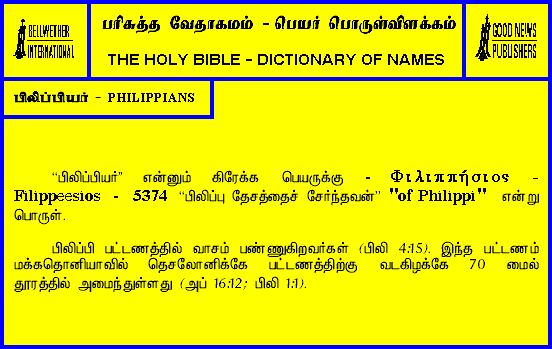 BELLWETHER
INTERNATIONAL
பரிசுத்த வேதாகமம் - பெயர் பொருள்விளக்கம்
THE HOLY BIBLE - DICTIONARY OF NAMES
GOOD NEWS
PUBLISHERS
பிலிப்பியர் - PHILIPPIANS
“பிலிப்பியர்” என்னும் கிரேக்க பெயருக்கு - Φιλιππήσιος -
Filippeesios - 5374 “பிலிப்பு தேசத்தைச் சேர்ந்தவன்” "of Philippi" என்று
பொருள்.
பிலிப்பி பட்டணத்தில் வாசம் பண்ணுகிறவர்கள் (பிலி 4:15). இந்த பட்டணம்
மக்கதொனியாவில் தெசலோனிக்கே பட்டணத்திற்கு வடகிழக்கே 70 மைல்
தூரத்தில் அமைந்துள்ளது (அப் 16:12; பிலி 1:1).